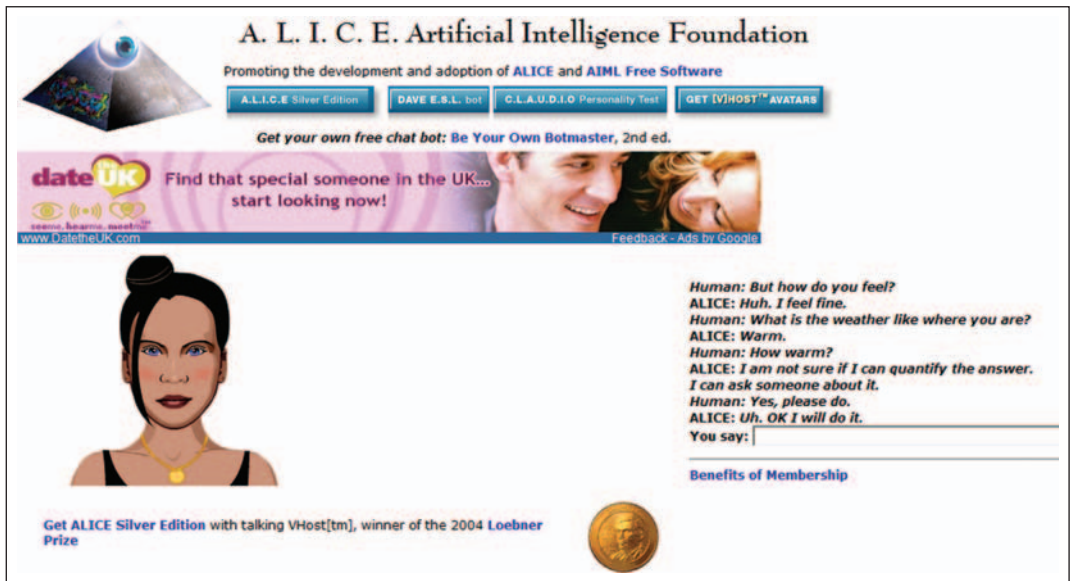 A. L. I. C. E. Artificial Intelligence Foundation
Promoting the development and adoption of ALICE and AIML Free Software
A.L.I.C.E Silver Edition
DAVE E.S.L. bot
C.L.A.U.D.I.O Personality Test
GET [V]HOST™ AVATARS
Get your own free chat bot: Be Your Own Botmaster, 2nd ed.
date the UK
seeme.hearme.meetme™
Find that special someone in the UK...
start looking now!
www.DatetheUK.com
Feedback - Ads by Google
Human: But how do you feel?
ALICE: Huh. I feel fine.
Human: What is the weather like where you are?
ALICE: Warm.
Human: How warm?
ALICE: I am not sure if I can quantify the answer.
I can ask someone about it.
Human: Yes, please do.
ALICE: Uh. OK I will do it.
You say:
Benefits of Membership
Get ALICE Silver Edition with talking VHost[tm], winner of the 2004 Loebner
Prize